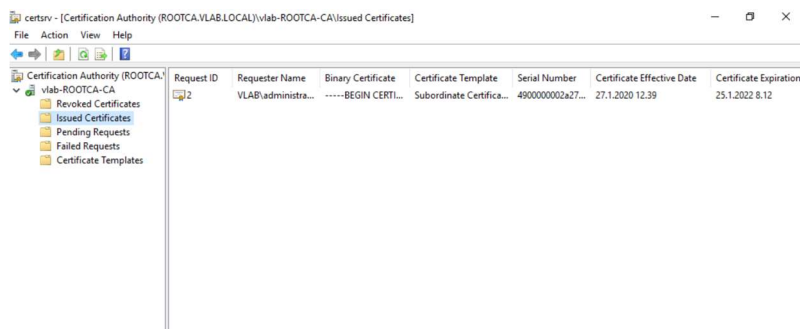 certsrv - [Certification Authority (ROOTCA.VLAB.LOCAL)\vlab-ROOTCA-CA\Issued Certificates]
File Action View Help
Certification Authority (ROOTCA.V
vlab-ROOTCA-CA
Revoked Certificates
Issued Certificates
Pending Requests
Failed Requests
Certificate Templates
Request ID Requester Name Binary Certificate Certificate Template Serial Number Certificate Effective Date Certificate Expiration
2 VLAB\administra... -----BEGIN CERTI... Subordinate Certifica... 4900000002a27... 27.1.2020 12.39 25.1.2022 8.12